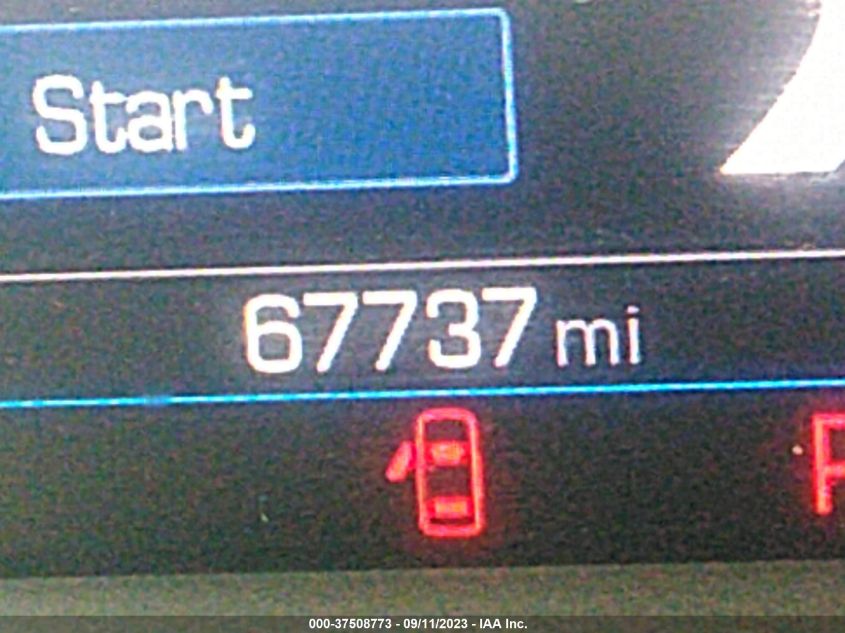 Start
67737 mi
P
000-37508773 - 09/11/2023 - IAA Inc.